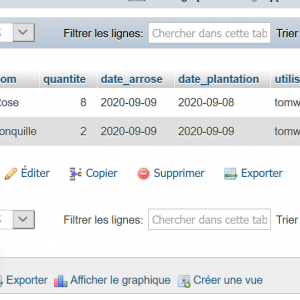 Filtrer les lignes: Chercher dans cette tab Trier
om quantite date_arrose date_plantation utilis
ose 8 2020-09-09 2020-09-08 tomw
onquille 2 2020-09-09 2020-09-09 tomw
Éditer Copier Supprimer Exporter
Filtrer les lignes: Chercher dans cette tab Trier
Exporter Afficher le graphique Créer une vue